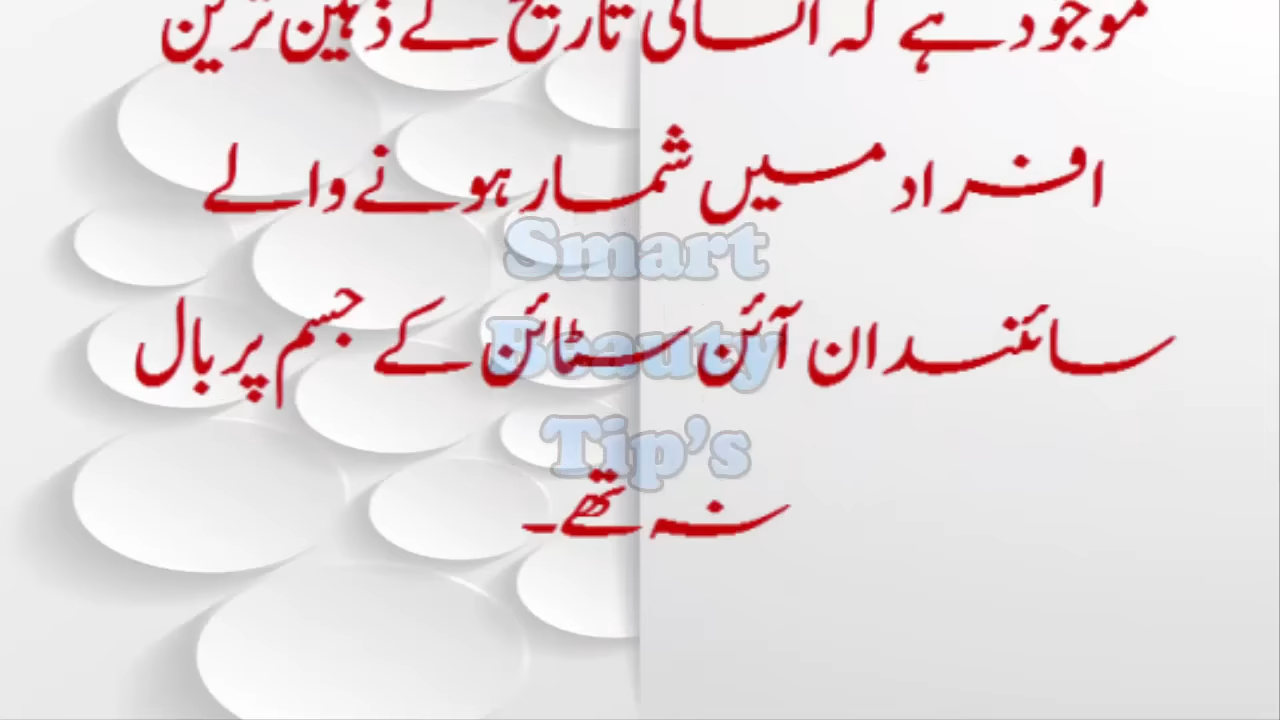 موجود ہے کہ انسانی تاریخ کے ذہین ترین
افراد میں شمار ہونے والے
سائنسدان آئن سٹائن کے جسم پر بال
نہ تھے۔
Smart
Beauty
Tip's